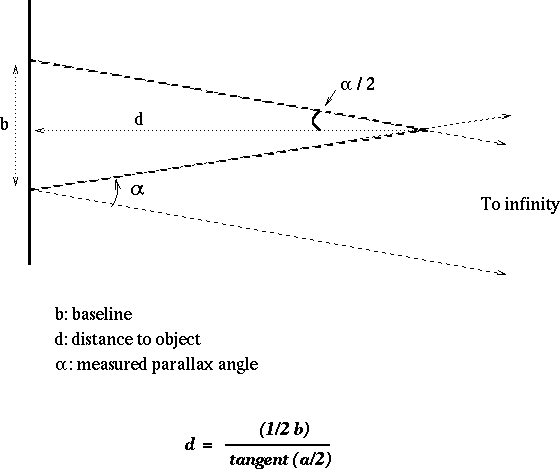 α / 2
d
b
α
To infinity
b: baseline
d: distance to object
α: measured parallax angle
d = (1/2 b)
tangent (a/2)